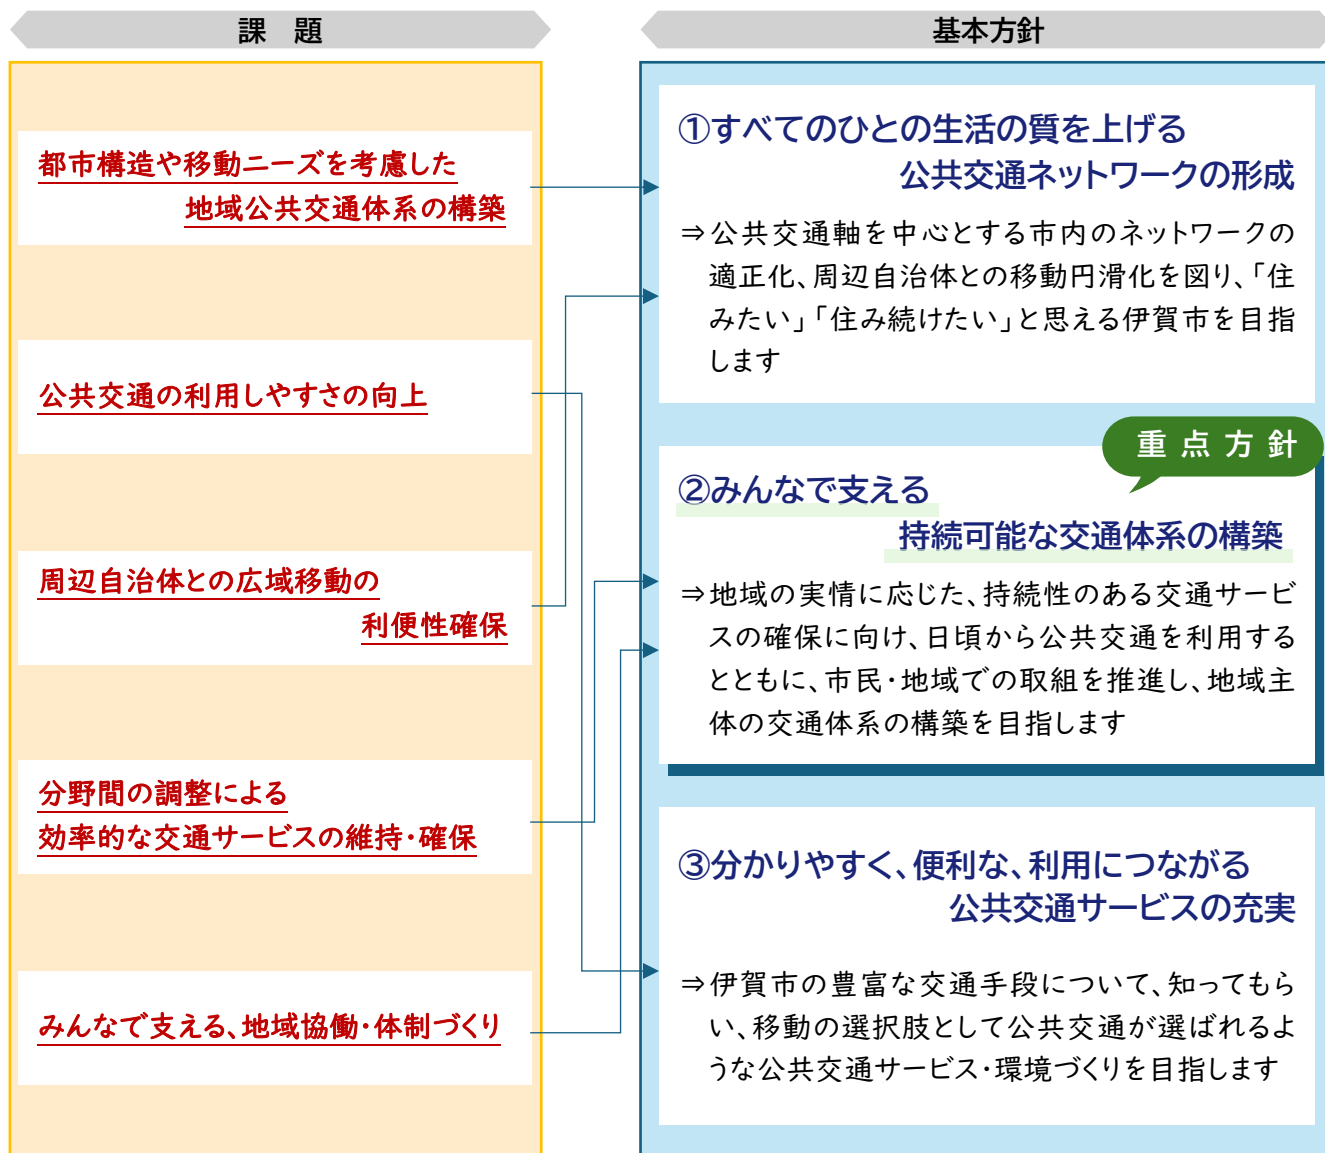 課　題
都市構造や移動ニーズを考慮した
地域公共交通体系の構築
公共交通の利用しやすさの向上
周辺自治体との広域移動の
利便性確保
分野間の調整による
効率的な交通サービスの維持・確保
みんなで支える、地域協働・体制づくり
基本方針
①すべてのひとの生活の質を上げる
公共交通ネットワークの形成
⇒公共交通軸を中心とする市内のネットワークの
適正化、周辺自治体との移動円滑化を図り、「住
みたい」「住み続けたい」と思える伊賀市を目指
します
重点方針
②みんなで支える
持続可能な交通体系の構築
⇒地域の実情に応じた、持続性のある交通サービ
スの確保に向け、日頃から公共交通を利用する
とともに、市民・地域での取組を推進し、地域主
体の交通体系の構築を目指します
③分かりやすく、便利な、利用につながる
公共交通サービスの充実
⇒伊賀市の豊富な交通手段について、知ってもら
い、移動の選択肢として公共交通が選ばれるよ
うな公共交通サービス・環境づくりを目指します